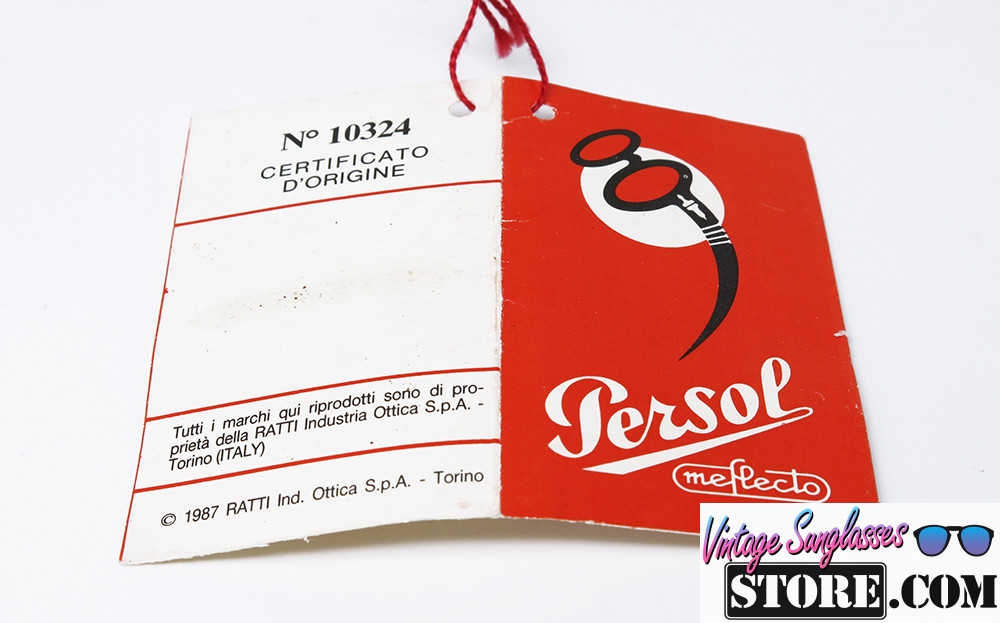 Nº 10324
CERTIFICATO
D'ORIGINE
Tutti i marchi qui riprodotti sono di pro-
prietà della RATTI Industria Ottica S.p.A. -
Torino (ITALY)
© 1987 RATTI Ind. Ottica S.p.A. - Torino
Persol
meflecto
Vintage Sunglasses
STORE.COM